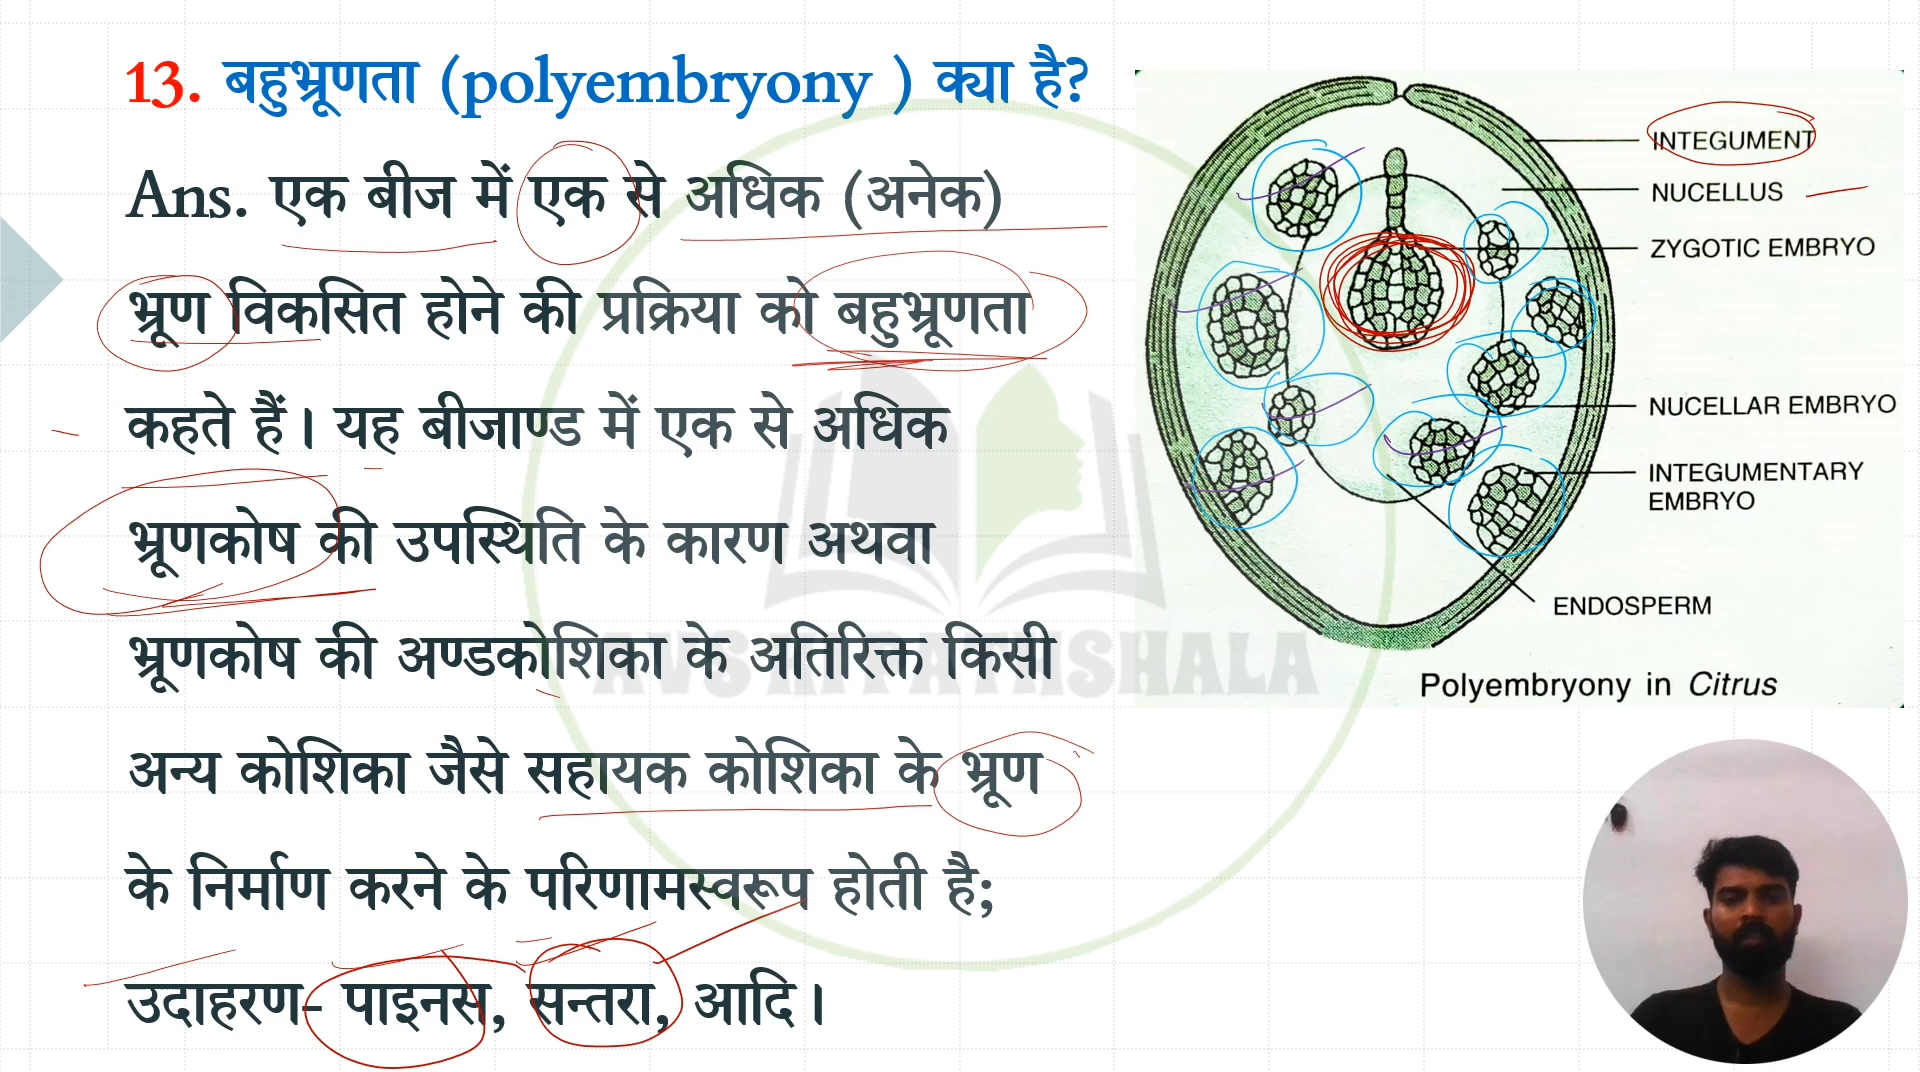 13. बहुभ्रूणता (polyembryony ) क्या है?
Ans. एक बीज में एक से अधिक (अनेक)
भ्रूण विकसित होने की प्रक्रिया को बहुभ्रूणता
कहते हैं। यह बीजाण्ड में एक से अधिक
भ्रूणकोष की उपस्थिति के कारण अथवा
भ्रूणकोष की अण्डकोशिका के अतिरिक्त किसी
अन्य कोशिका जैसे सहायक कोशिका के भ्रूण
के निर्माण करने के परिणामस्वरूप होती है;
उदाहरण- पाइनस, सन्तरा, आदि।
INTEGUMENT
NUCELLUS
ZYGOTIC EMBRYO
NUCELLAR EMBRYO
INTEGUMENTARY
EMBRYO
ENDOSPERM
Polyembryony in Citrus